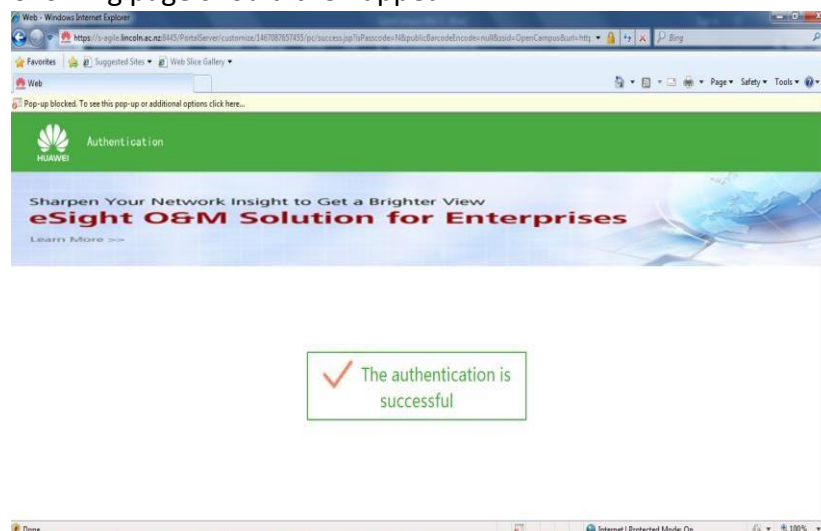 Web - Windows Internet Explorer
https://s-agile.lincoln.ac.nz:8445/PortalServer/customize/1467087657455/pc/success.jsp?isPasscode=N&publicBarcodeEncode=null&ssid=OpenCampus&url=http
Bing
Favorites Suggested Sites Web Slice Gallery
Web Page Safety Tools
Pop-up blocked. To see this pop-up or additional options click here...
HUAWEI
Authentication
Sharpen Your Network Insight to Get a Brighter View
eSight O&M Solution for Enterprises
Learn More >>
The authentication is
successful
Done Internet | Protected Mode: On 100%